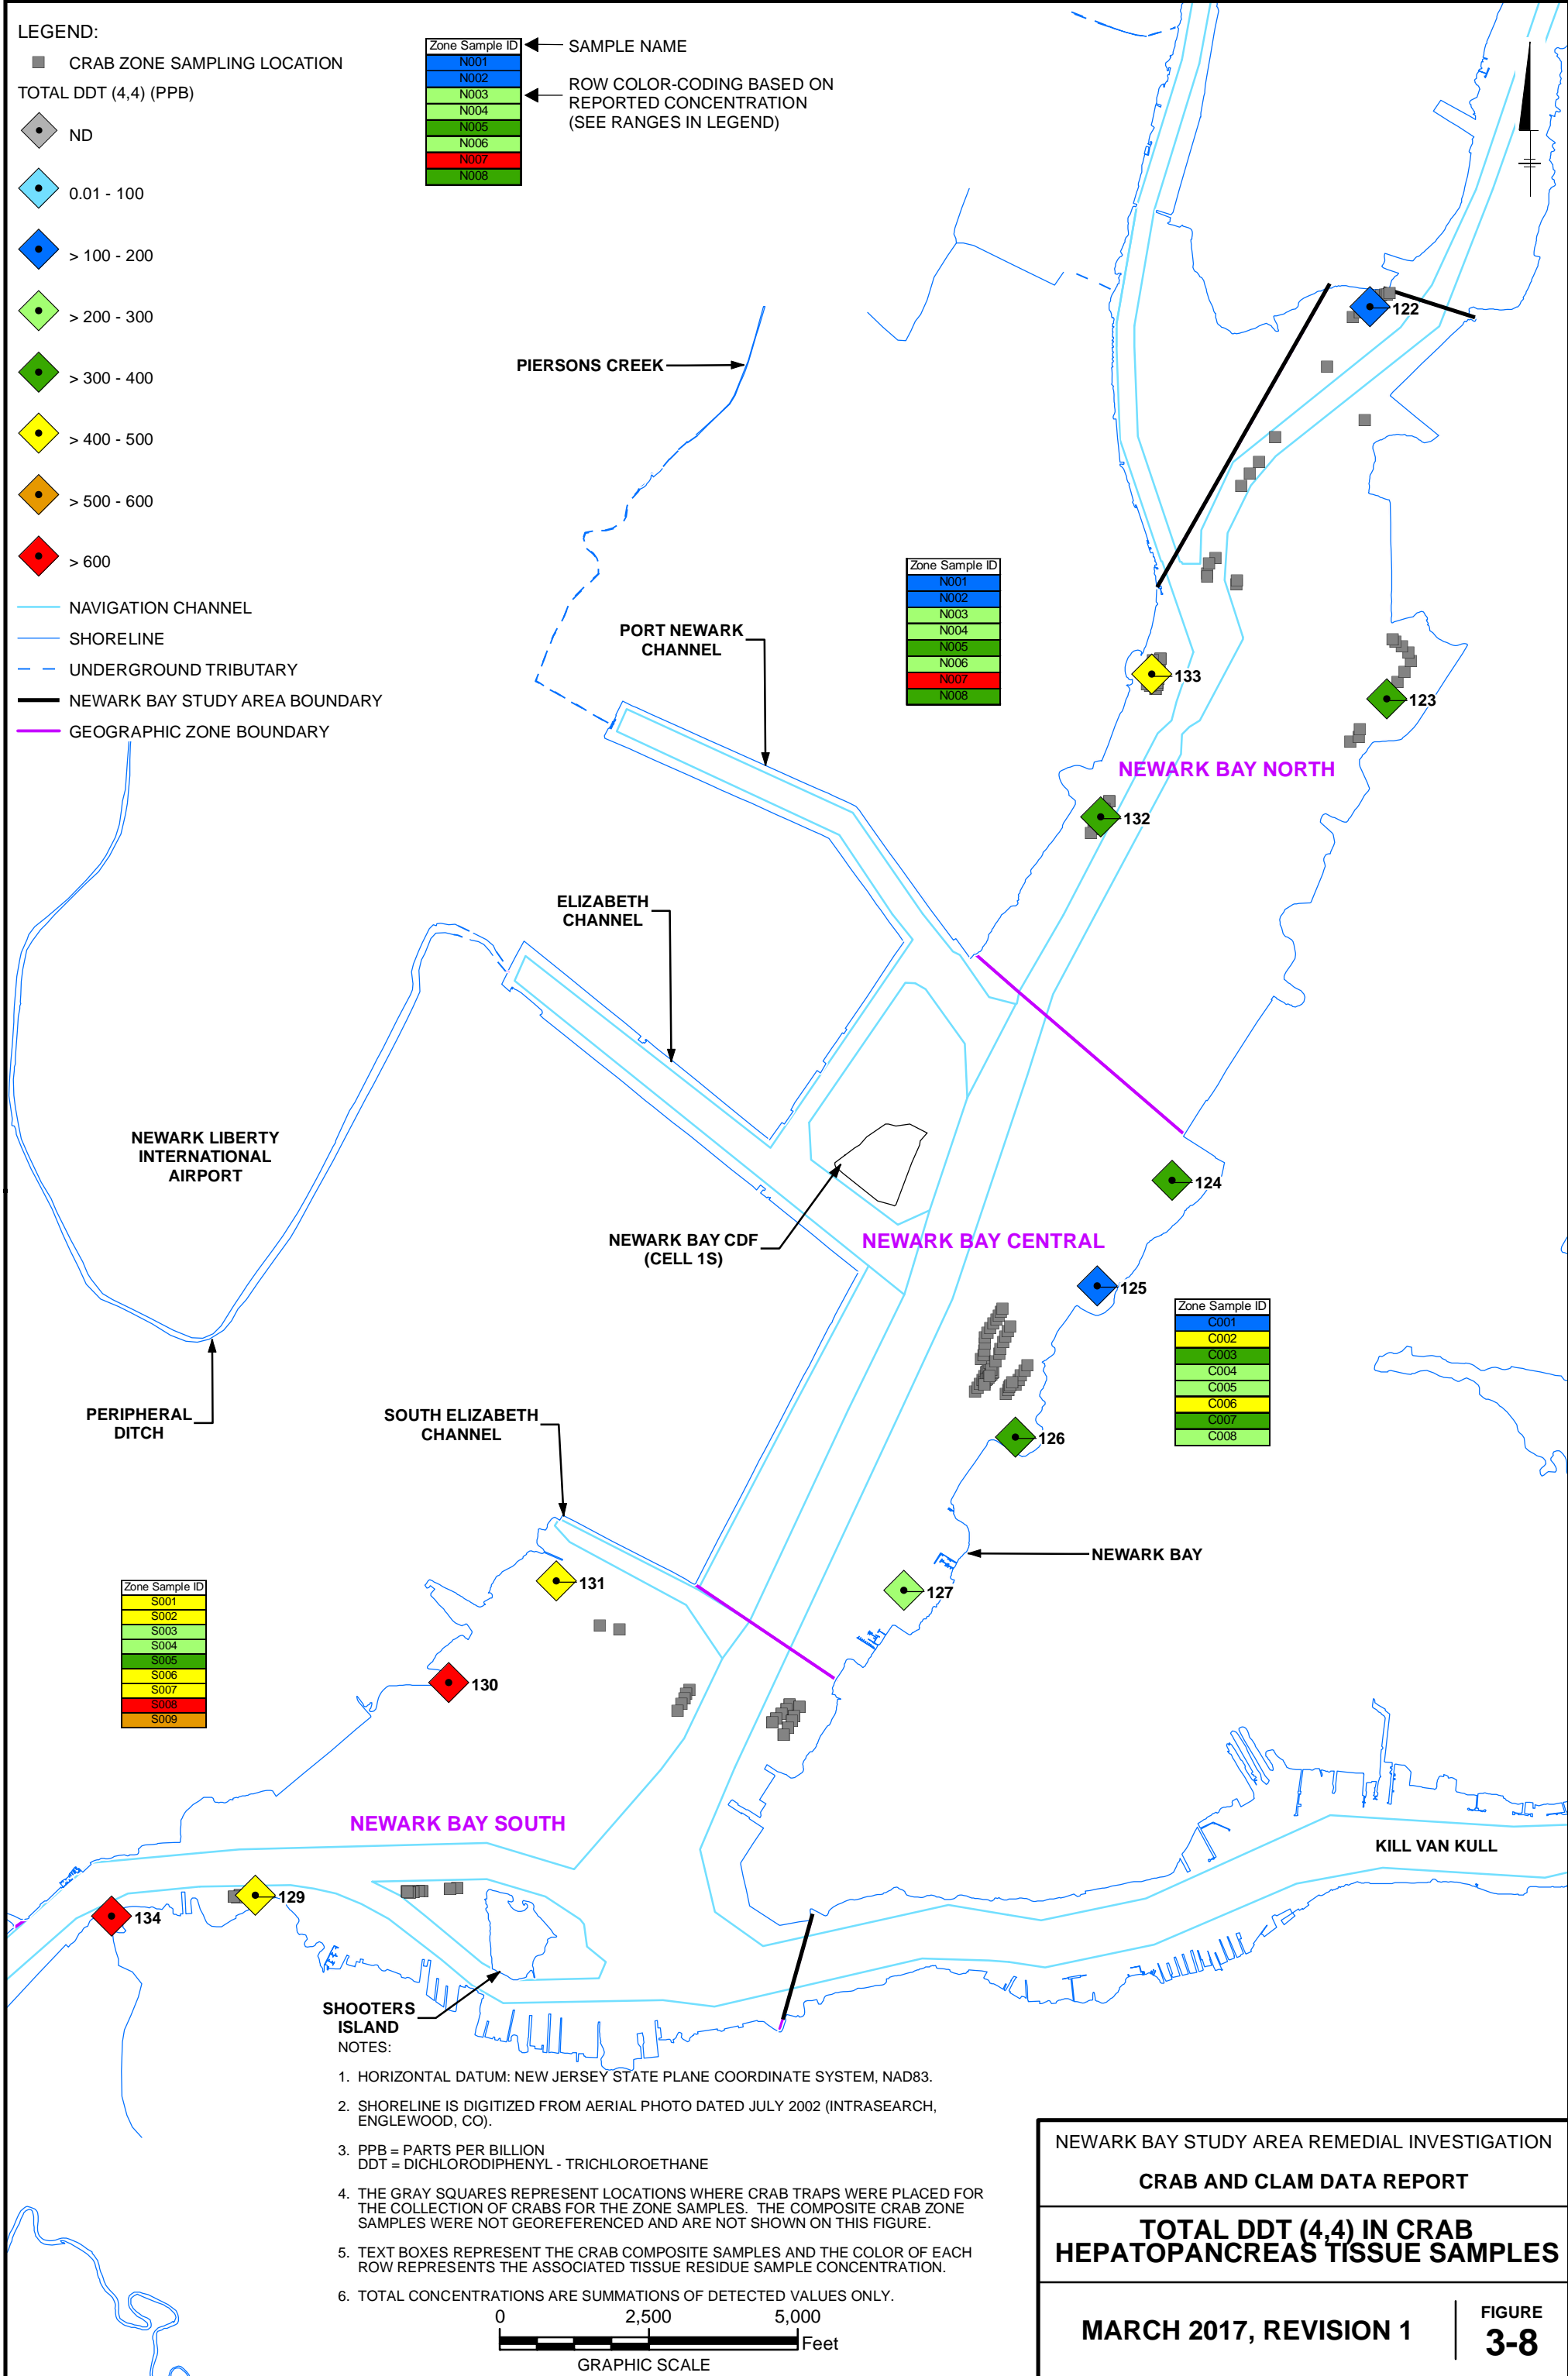 LEGEND:
CRAB ZONE SAMPLING LOCATION
TOTAL DDT (4,4) (PPB)
ND
0.01 - 100
> 100 - 200
> 200 - 300
> 300 - 400
> 400 - 500
> 500 - 600
> 600
NAVIGATION CHANNEL
SHORELINE
UNDERGROUND TRIBUTARY
NEWARK BAY STUDY AREA BOUNDARY
GEOGRAPHIC ZONE BOUNDARY
Zone Sample ID
N001
N002
N003
N004
N005
N006
N007
N008
SAMPLE NAME
ROW COLOR-CODING BASED ON
REPORTED CONCENTRATION
(SEE RANGES IN LEGEND)
122
PIERSONS CREEK
Zone Sample ID
N001
N002
N003
N004
N005
N006
N007
N008
PORT NEWARK
CHANNEL
133
123
NEWARK BAY NORTH
132
ELIZABETH
CHANNEL
NEWARK LIBERTY
INTERNATIONAL
AIRPORT
124
NEWARK BAY CDF
(CELL 1S)
NEWARK BAY CENTRAL
125
Zone Sample ID
C001
C002
C003
C004
C005
C006
C007
C008
PERIPHERAL
DITCH
SOUTH ELIZABETH
CHANNEL
126
NEWARK BAY
131
127
Zone Sample ID
S001
S002
S003
S004
S005
S006
S007
S008
S009
130
NEWARK BAY SOUTH
KILL VAN KULL
129
134
SHOOTERS
ISLAND
NOTES:
1. HORIZONTAL DATUM: NEW JERSEY STATE PLANE COORDINATE SYSTEM, NAD83.
2. SHORELINE IS DIGITIZED FROM AERIAL PHOTO DATED JULY 2002 (INTRASEARCH,
ENGLEWOOD, CO).
3. PPB = PARTS PER BILLION
DDT = DICHLORODIPHENYL - TRICHLOROETHANE
4. THE GRAY SQUARES REPRESENT LOCATIONS WHERE CRAB TRAPS WERE PLACED FOR
THE COLLECTION OF CRABS FOR THE ZONE SAMPLES. THE COMPOSITE CRAB ZONE
SAMPLES WERE NOT GEOREFERENCED AND ARE NOT SHOWN ON THIS FIGURE.
5. TEXT BOXES REPRESENT THE CRAB COMPOSITE SAMPLES AND THE COLOR OF EACH
ROW REPRESENTS THE ASSOCIATED TISSUE RESIDUE SAMPLE CONCENTRATION.
6. TOTAL CONCENTRATIONS ARE SUMMATIONS OF DETECTED VALUES ONLY.
0 2,500 5,000
Feet
GRAPHIC SCALE
NEWARK BAY STUDY AREA REMEDIAL INVESTIGATION
CRAB AND CLAM DATA REPORT
TOTAL DDT (4,4) IN CRAB
HEPATOPANCREAS TISSUE SAMPLES
MARCH 2017, REVISION 1
FIGURE
3-8